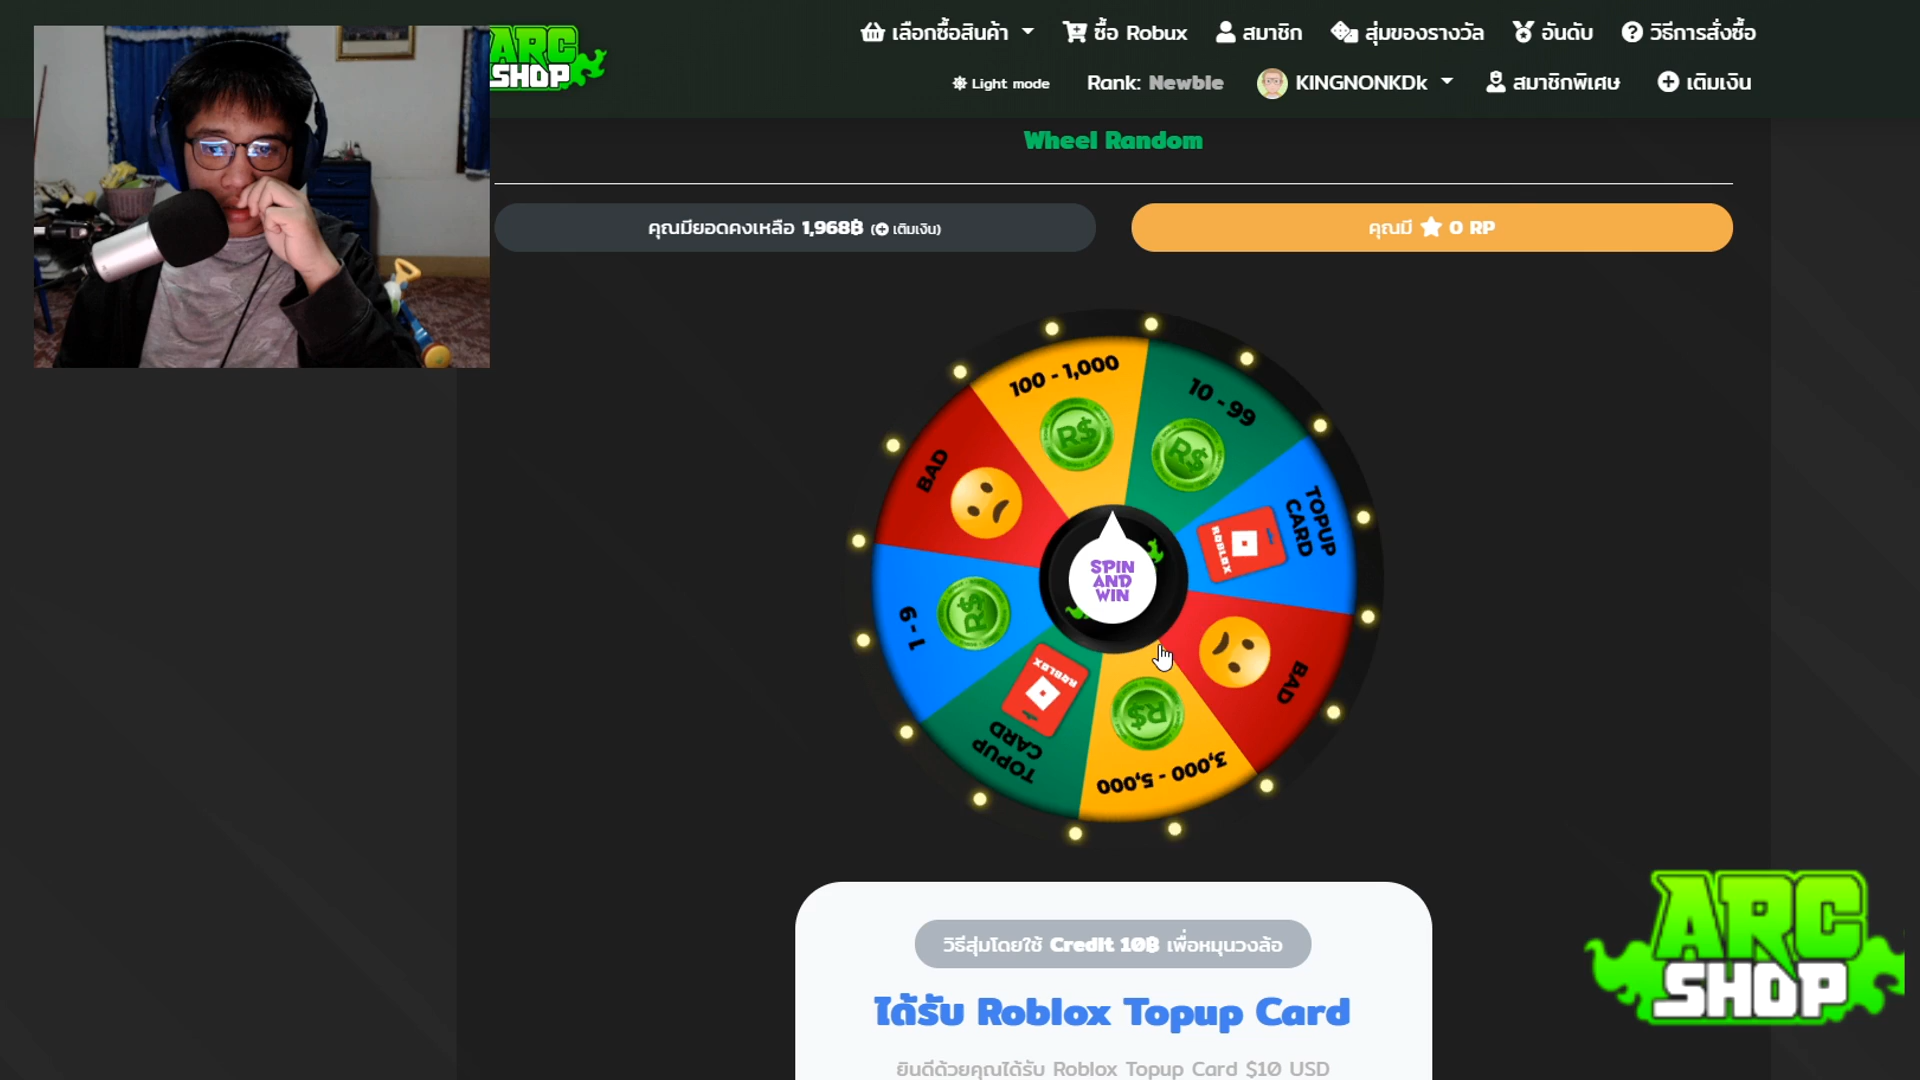 ARC
SHOP
เลือกซื้อสินค้า
ซื้อ Robux
สมาชิก
สุ่มของรางวัล
อันดับ
วิธีการสั่งซื้อ
Light mode
Rank: Newbie
KINGNONKDk
สมาชิกพิเศษ
เติมเงิน
Wheel Random
คุณมียอดคงเหลือ 1,968฿ (เติมเงิน)
คุณมี 0 RP
100 - 1,000
R$
10 - 99
R$
TOPUP
CARD
ROBLOX
BAD
3,000 - 5,000
R$
TOPUP
CARD
ROBLOX
1 - 9
R$
BAD
SPIN
AND
WIN
วิธีสุ่มโดยใช้ Credit 10฿ เพื่อหมุนวงล้อ
ได้รับ Roblox Topup Card
ยินดีด้วยคุณได้รับ Roblox Topup Card $10 USD
ARC
SHOP